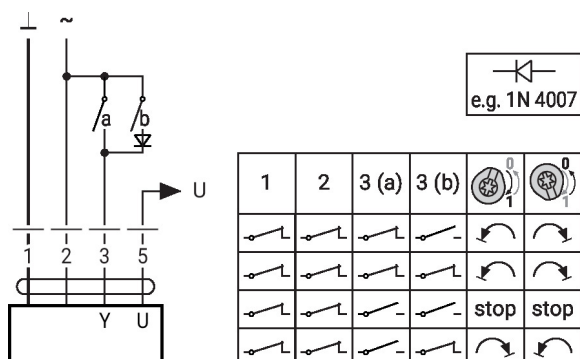 ⊥ ~
a b
e.g. 1N 4007
U
1 2 3 5
Y U
1 2 3 (a) 3 (b) 0 1 0 1
stop stop